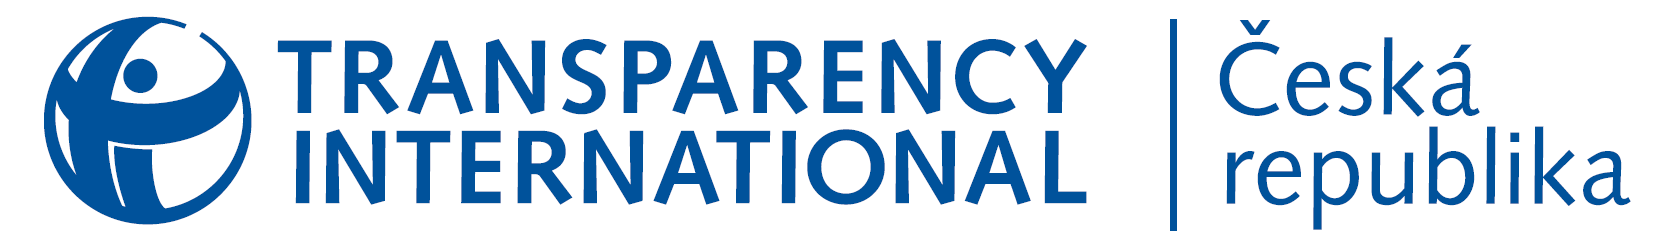 TRANSPARENCY
INTERNATIONAL
Česká
republika